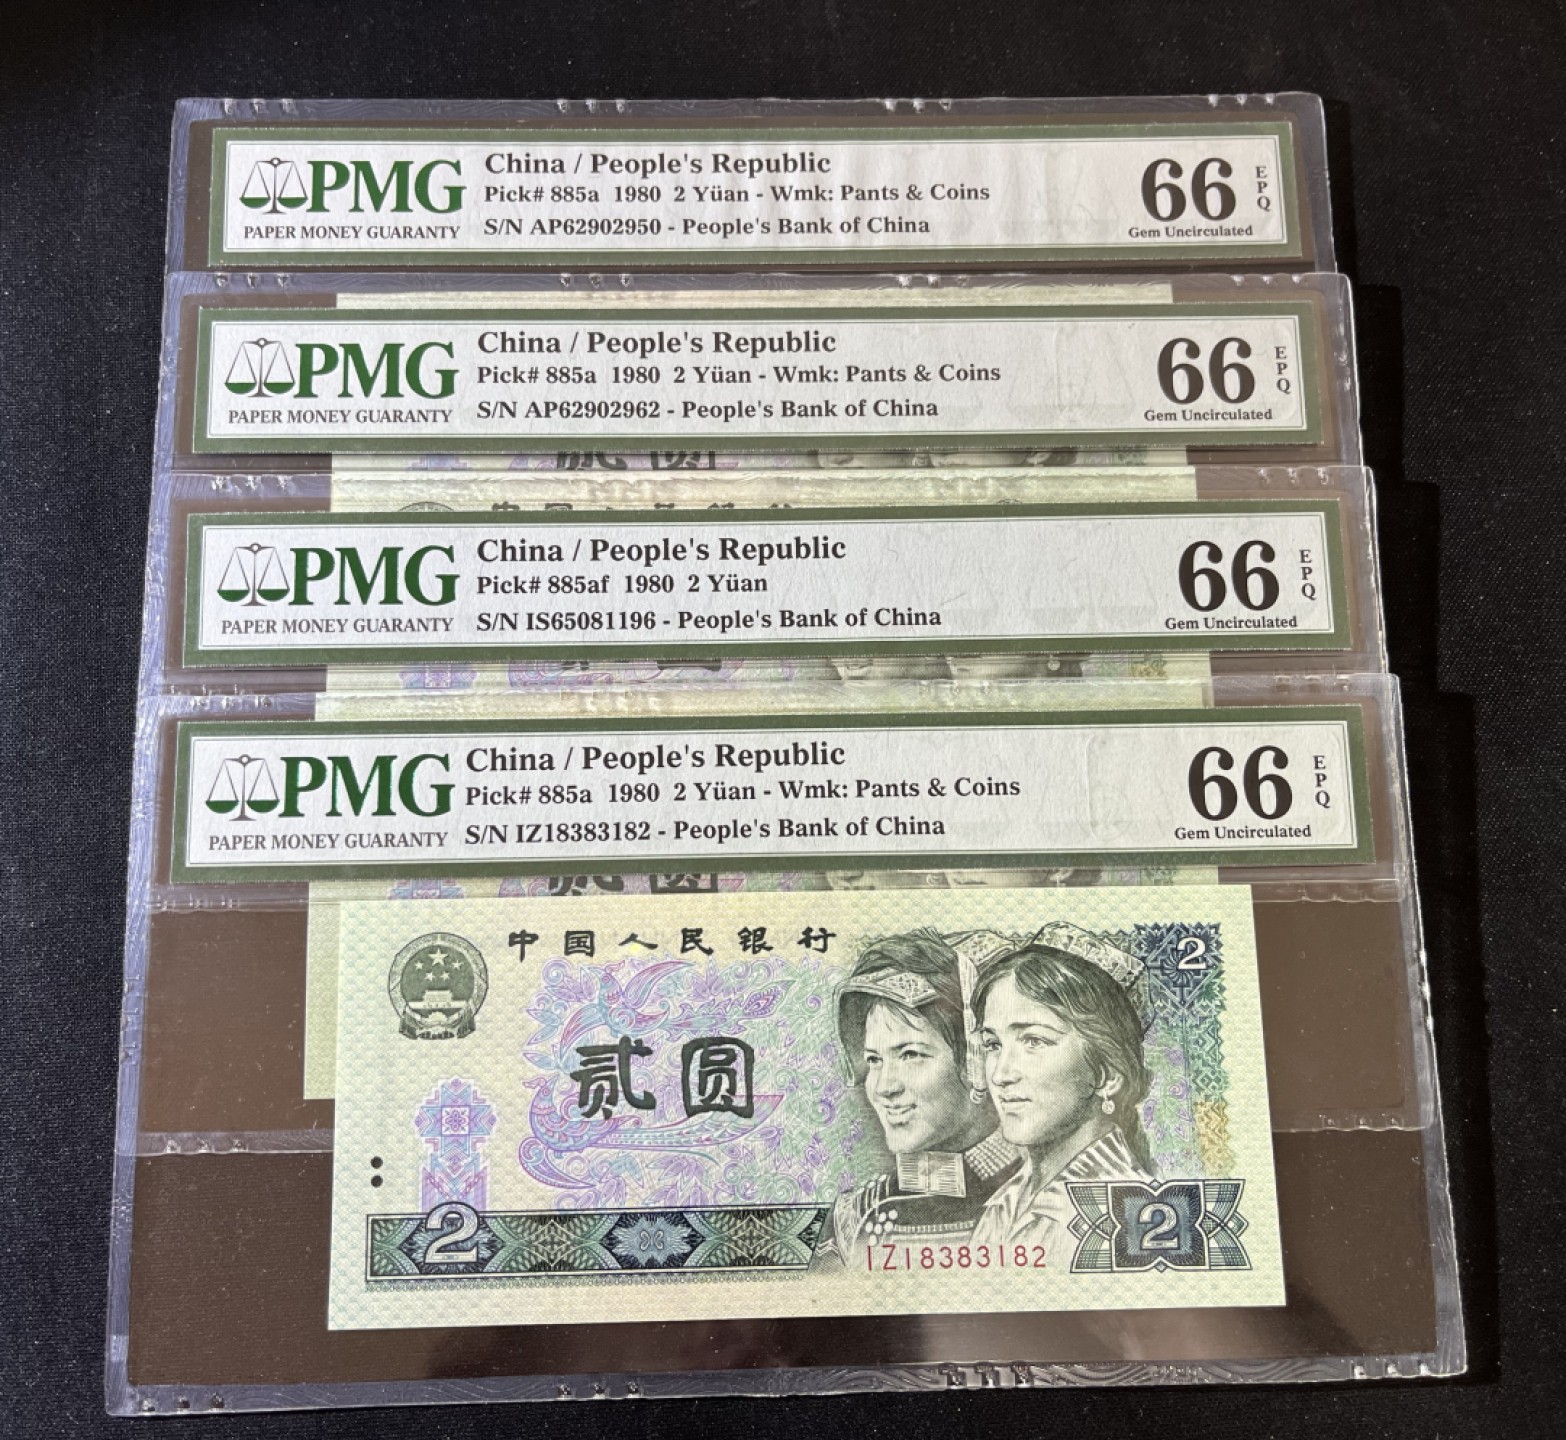 PMG
PAPER MONEY GUARANTY
China / People's Republic
Pick# 885a 1980 2 Yüan - Wmk: Pants & Coins
S/N AP62902950 - People's Bank of China
66
EPQ
Gem Uncirculated
PMG
PAPER MONEY GUARANTY
China / People's Republic
Pick# 885a 1980 2 Yüan - Wmk: Pants & Coins
S/N AP62902962 - People's Bank of China
66
EPQ
Gem Uncirculated
PMG
PAPER MONEY GUARANTY
China / People's Republic
Pick# 885af 1980 2 Yüan
S/N IS65081196 - People's Bank of China
66
EPQ
Gem Uncirculated
PMG
PAPER MONEY GUARANTY
China / People's Republic
Pick# 885a 1980 2 Yüan - Wmk: Pants & Coins
S/N IZ18383182 - People's Bank of China
66
EPQ
Gem Uncirculated
中国人民银行
2
贰圆
2
IZ18383182
2